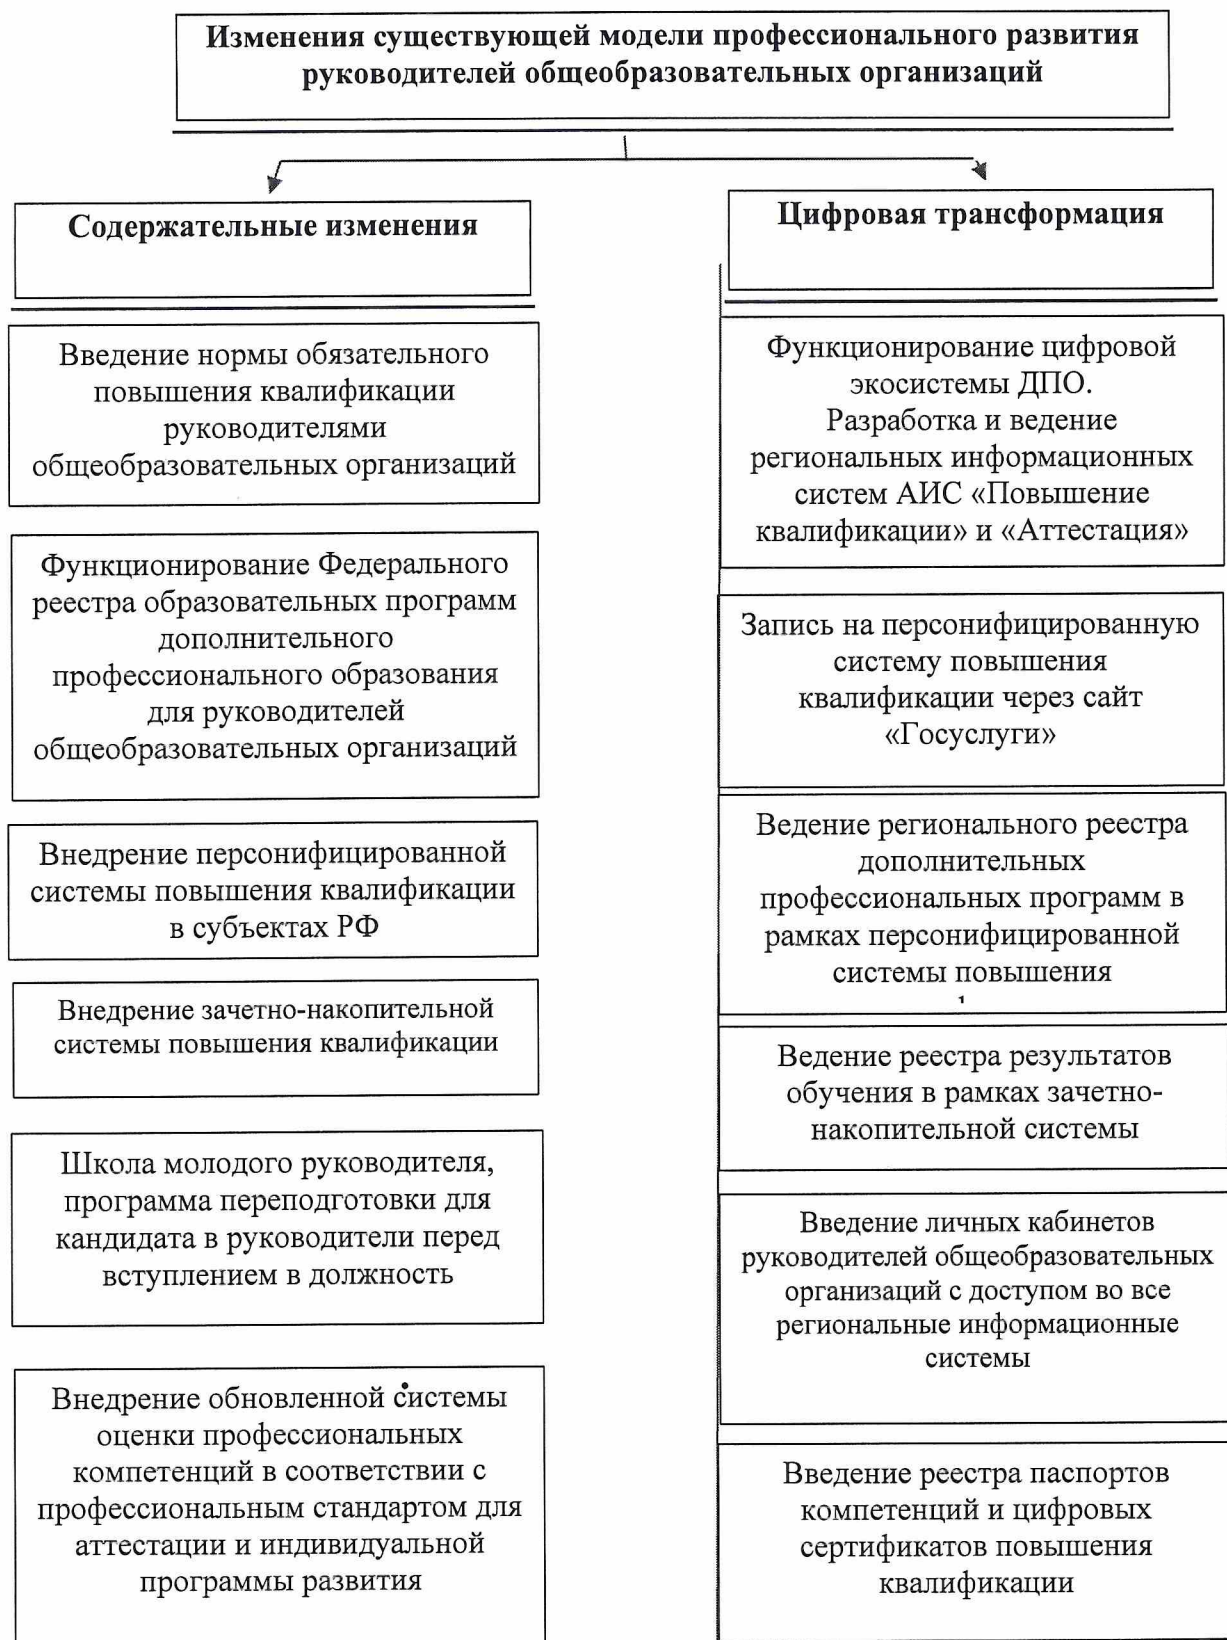 Изменения существующей модели профессионального развития
руководителей общеобразовательных организаций
Содержательные изменения
Введение нормы обязательного
повышения квалификации
руководителями
общеобразовательных организаций
Функционирование Федерального
реестра образовательных программ
дополнительного
профессионального образования
для руководителей
общеобразовательных организаций
Внедрение персонифицированной
системы повышения квалификации
в субъектах РФ
Внедрение зачетно-накопительной
системы повышения квалификации
Школа молодого руководителя,
программа переподготовки для
кандидата в руководители перед
вступлением в должность
Внедрение обновленной системы
оценки профессиональных
компетенций в соответствии с
профессиональным стандартом для
аттестации и индивидуальной
программы развития
Цифровая трансформация
Функционирование цифровой
экосистемы ДПО.
Разработка и ведение
региональных информационных
систем АИС «Повышение
квалификации» и «Аттестация»
Запись на персонифицированную
систему повышения
квалификации через сайт
«Госуслуги»
Ведение регионального реестра
дополнительных
профессиональных программ в
рамках персонифицированной
системы повышения
Ведение реестра результатов
обучения в рамках зачетно-
накопительной системы
Введение личных кабинетов
руководителей общеобразовательных
организаций с доступом во все
региональные информационные
системы
Введение реестра паспортов
компетенций и цифровых
сертификатов повышения
квалификации